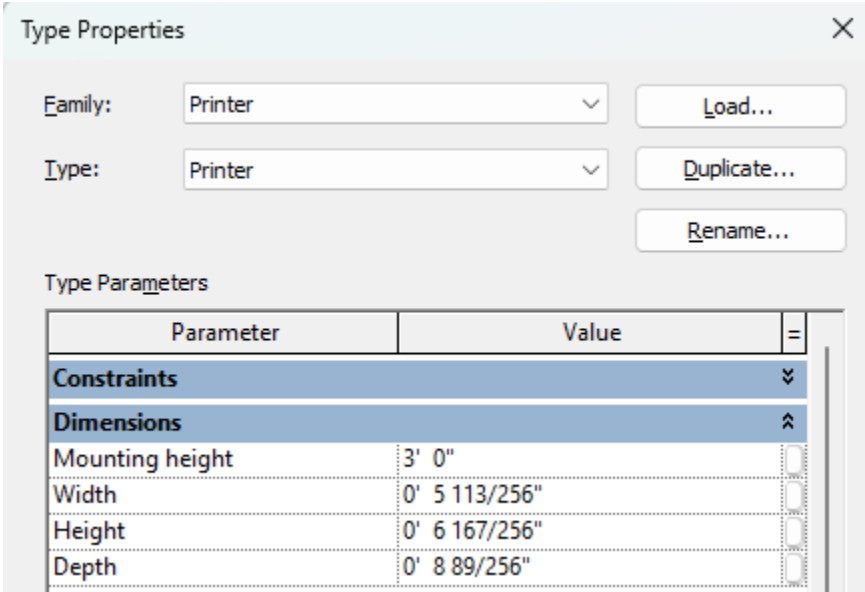 Type Properties
Family: Printer Load...
Type: Printer Duplicate...
Rename...
Type Parameters
Parameter Value =
Constraints
Dimensions
Mounting height 3' 0"
Width 0' 5 113/256"
Height 0' 6 167/256"
Depth 0' 8 89/256"